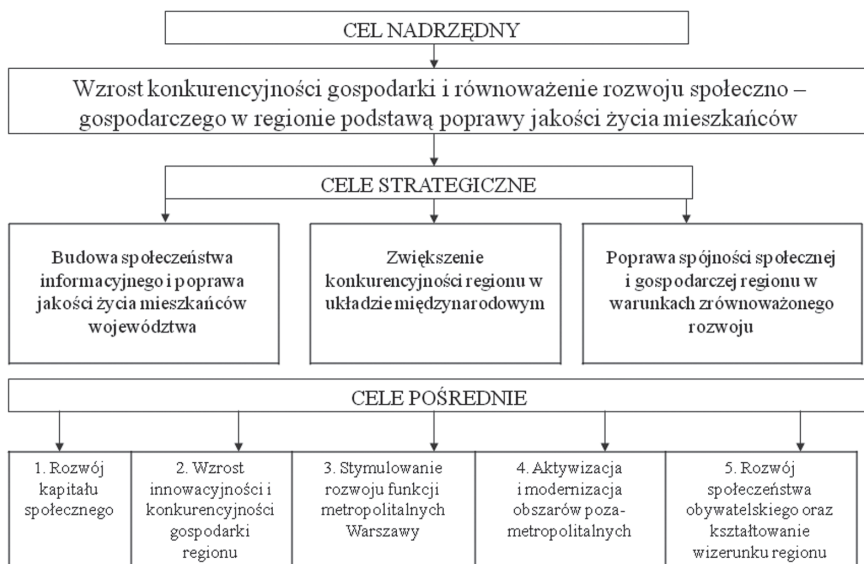 CEL NADRZĘDNY
Wzrost konkurencyjności gospodarki i równoważenie rozwoju społeczno –
gospodarczego w regionie podstawą poprawy jakości życia mieszkańców
CELE STRATEGICZNE
Budowa społeczeństwa
informacyjnego i poprawa
jakości życia mieszkańców
województwa
Zwiększenie
konkurencyjności regionu w
układzie międzynarodowym
Poprawa spójności społecznej
i gospodarczej regionu w
warunkach zrównoważonego
rozwoju
CELE POŚREDNIE
1. Rozwój
kapitału
społecznego
2. Wzrost
innowacyjności i
konkurencyjności
gospodarki
regionu
3. Stymulowanie
rozwoju funkcji
metropolitalnych
Warszawy
4. Aktywizacja
i modernizacja
obszarów poza-
metropolitalnych
5. Rozwój
społeczeństwa
obywatelskiego oraz
kształtowanie
wizerunku regionu